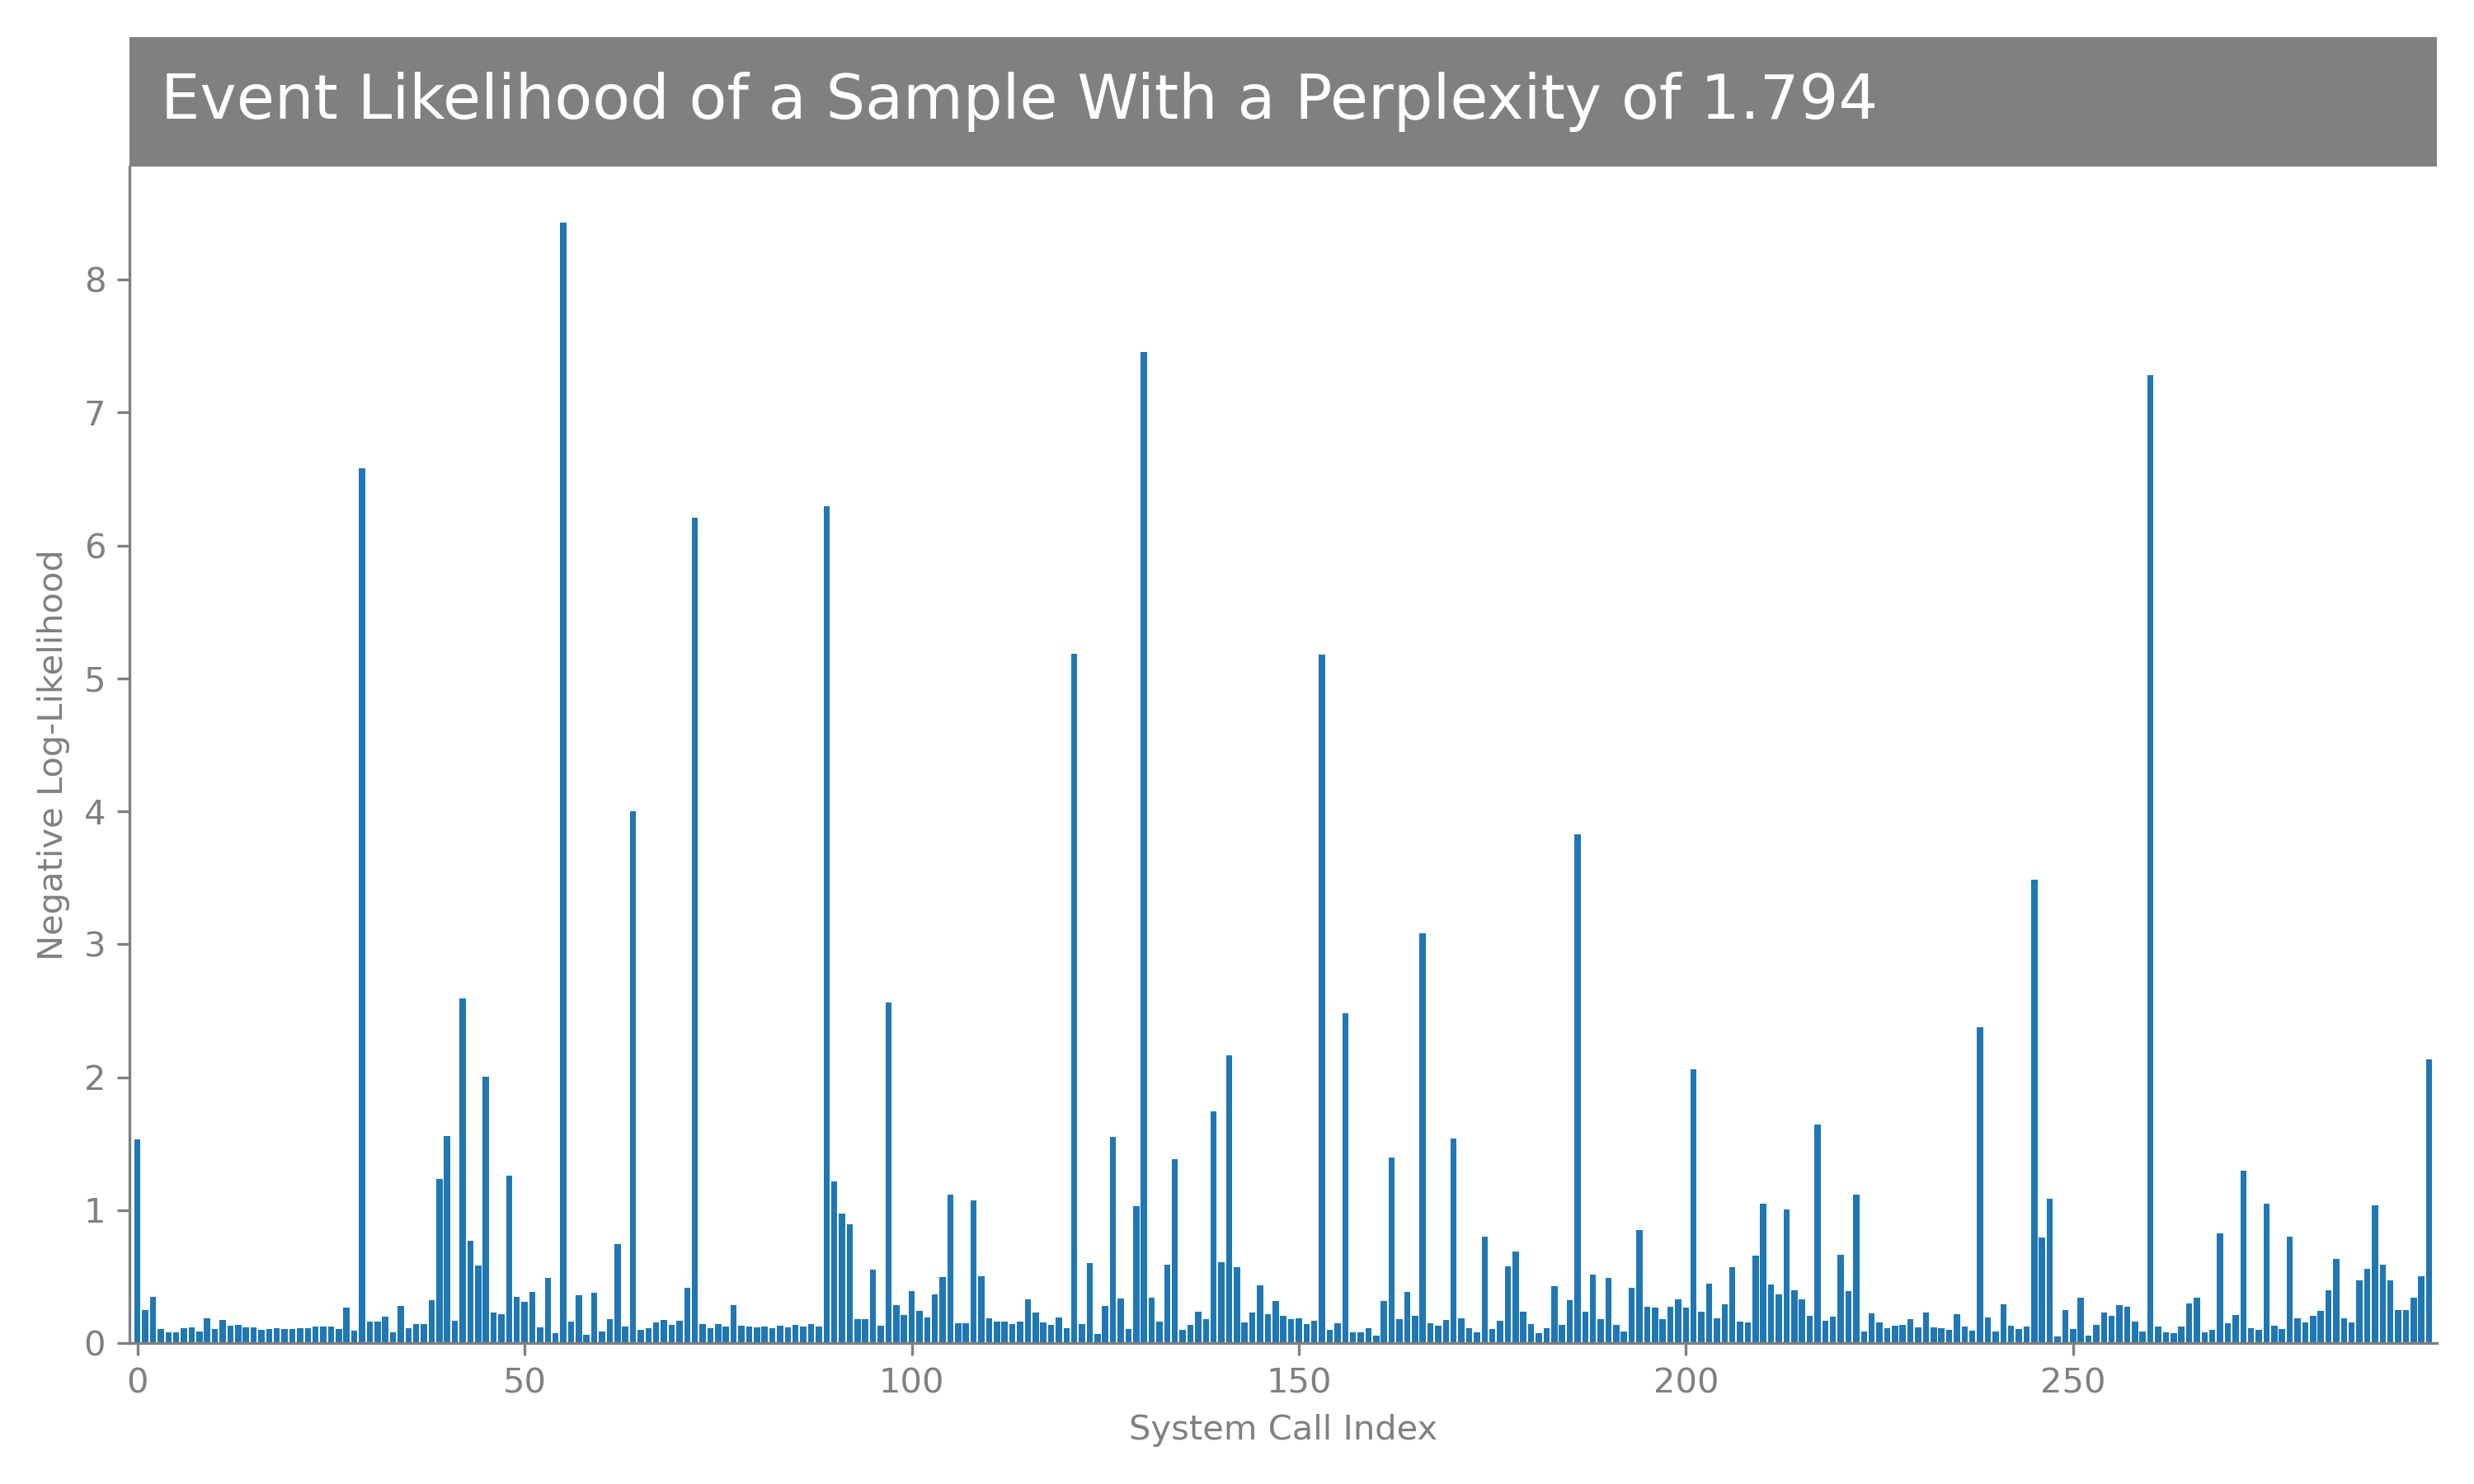 Event Likelihood of a Sample With a Perplexity of 1.794
Negative Log-Likelihood
8
7
6
5
4
3
2
1
0
0 50 100 150 200 250
System Call Index